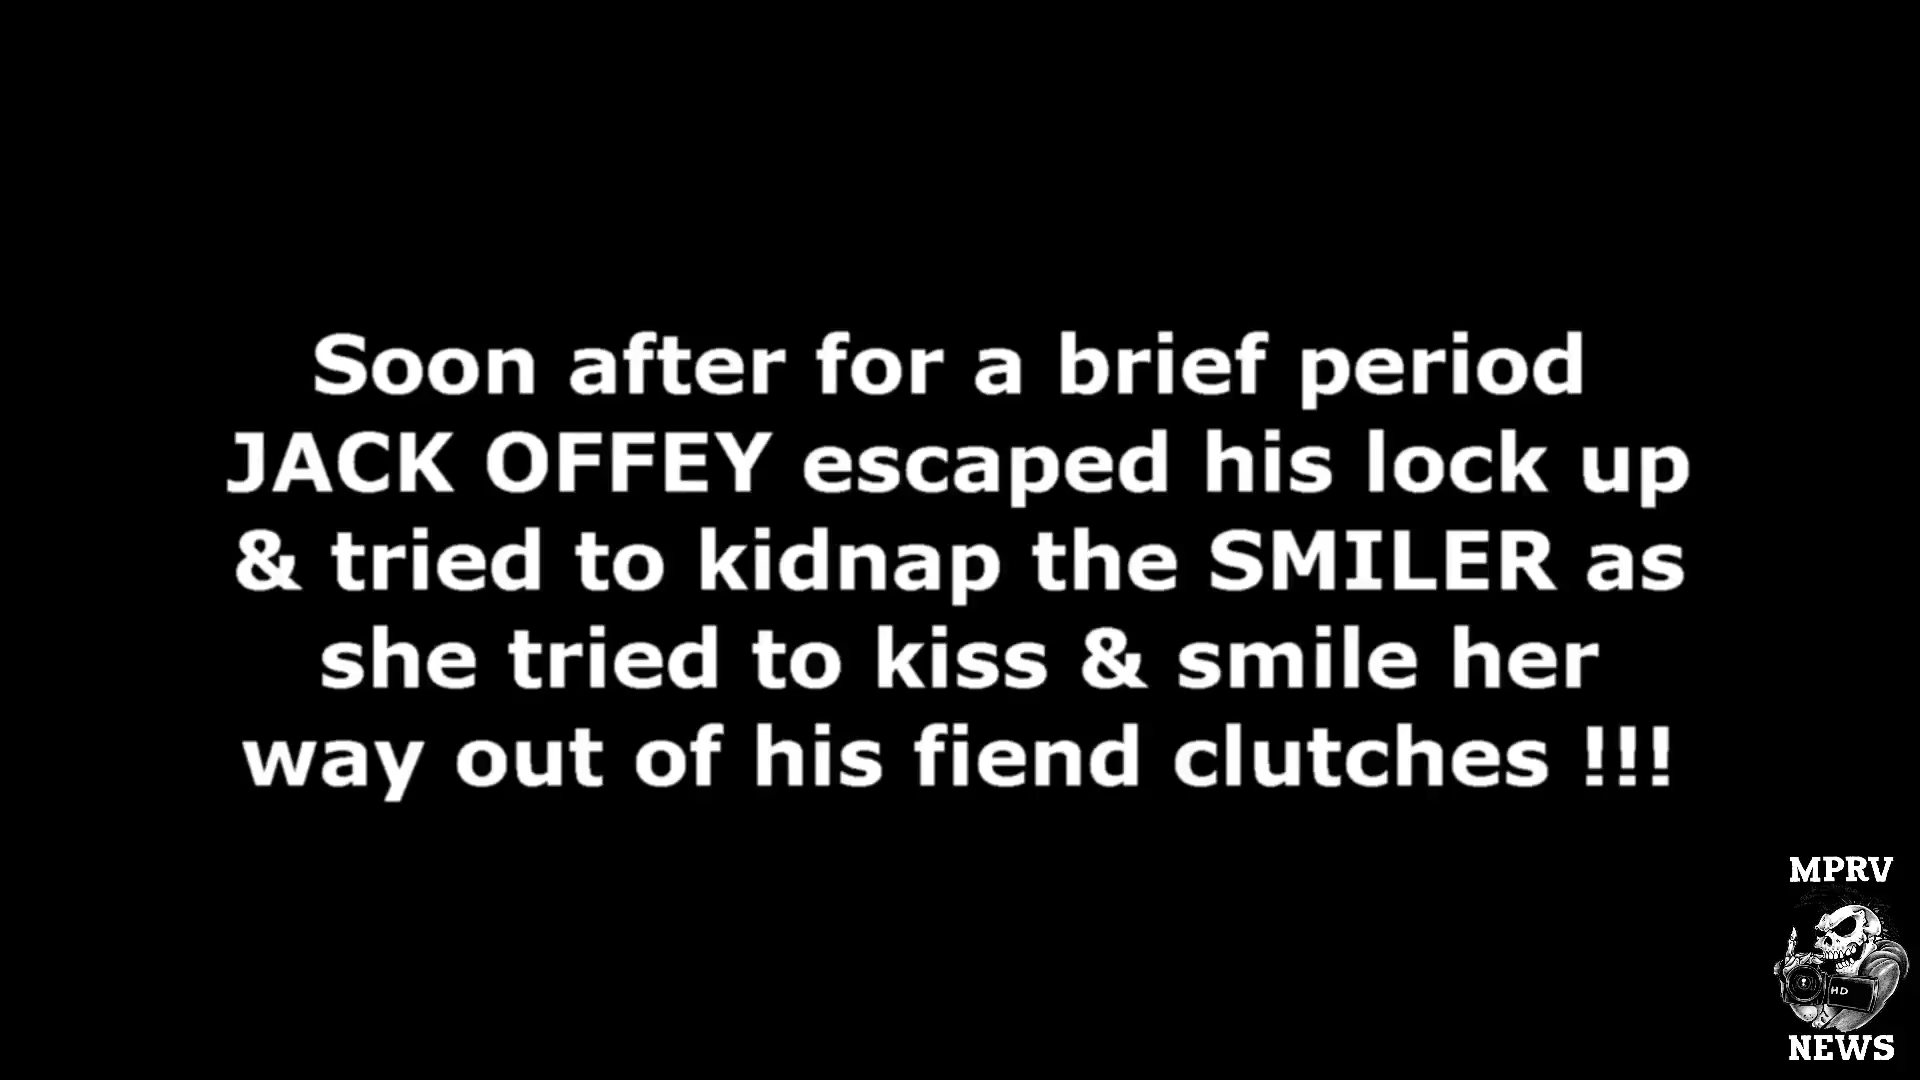 Soon after for a brief period
JACK OFFEY escaped his lock up
& tried to kidnap the SMILER as
she tried to kiss & smile her
way out of his fiend clutches !!!
MPRV
HD
NEWS